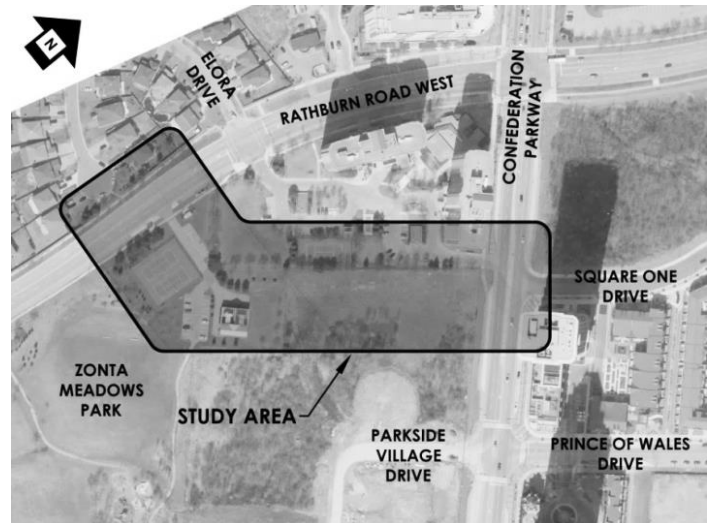 N
ELORA
DRIVE
RATHBURN ROAD WEST
CONFEDERATION
PARKWAY
SQUARE ONE
DRIVE
ZONTA
MEADOWS
PARK
STUDY AREA
PARKSIDE
VILLAGE
DRIVE
PRINCE OF WALES
DRIVE